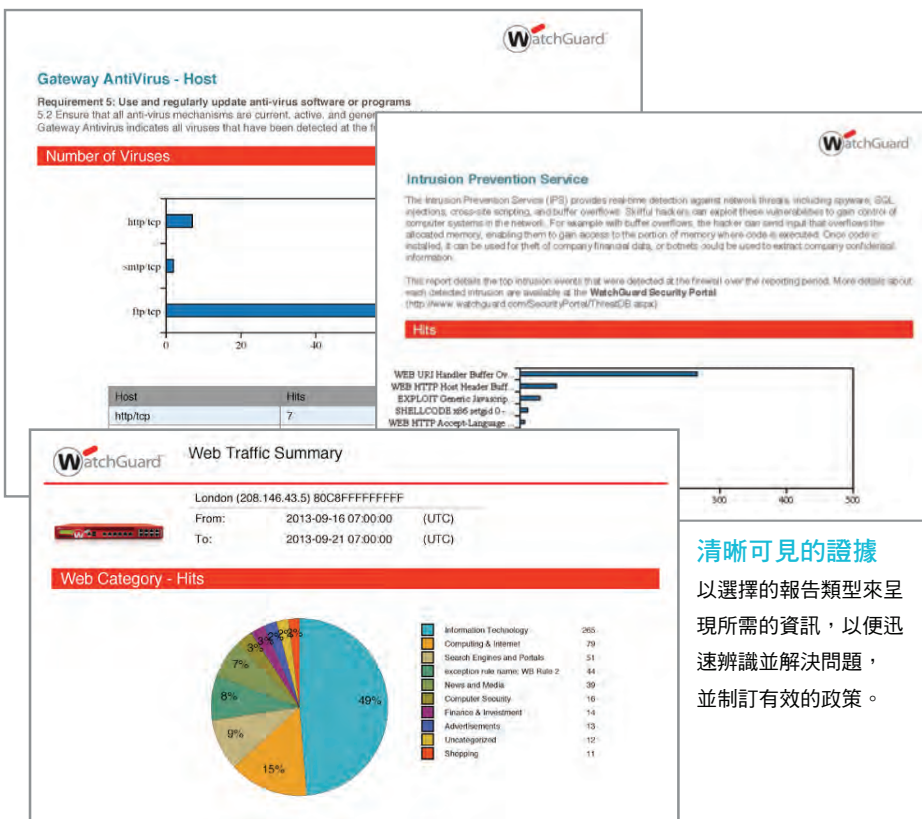 WatchGuard
Gateway AntiVirus - Host
Requirement 5: Use and regularly update anti-virus software or programs
5.2 Ensure that all anti-virus mechanisms are current, active, and gener
Gateway Antivirus indicates all viruses that have been detected at the f
Number of Viruses
http/tcp
smtp/tcp
ftp/tcp
0 20 40
Host Hits
http/tcp 7
WatchGuard
Intrusion Prevention Service
The Intrusion Prevention Service (IPS) provides real-time detection against network threats, including spyware, SQL
injections, cross-site scripting, and buffer overflows. Skillful hackers can exploit these vulnerabilities to gain control of
computer systems in the network. For example with buffer overflows, the hacker can send input that overflows the
allocated memory, enabling them to gain access to the portion of memory where code is executed. Once code is
installed, it can be used for theft of company financial data, or botnets could be used to extract company confidential
information.
This report details the top intrusion events that were detected at the firewall over the reporting period. More details about
each detected intrusion are available at the WatchGuard Security Portal
(http://www.watchguard.com/SecurityPortal/ThreatDB.aspx)
Hits
WEB URI Handler Buffer Ov...
WEB HTTP Host Header Buff...
EXPLOIT Generic Javascrip...
SHELLCODE x86 setgid 0 -...
WEB HTTP Accept-Language ...
300 400 500
WatchGuard
Web Traffic Summary
London (208.146.43.5) 80C8FFFFFFFFF
From: 2013-09-16 07:00:00 (UTC)
To: 2013-09-21 07:00:00 (UTC)
Web Category - Hits
49%
15%
9%
8%
7%
3%
3%
2%
2%
2%
Information Technology 265
Computing & Internet 79
Search Engines and Portals 51
exception rule name: WB Rule 2 44
News and Media 39
Computer Security 16
Finance & Investment 14
Advertisements 13
Uncategorized 12
Shopping 11
清晰可見的證據
以選擇的報告類型來呈
現所需的資訊，以便迅
速辨識並解決問題，
並制訂有效的政策。